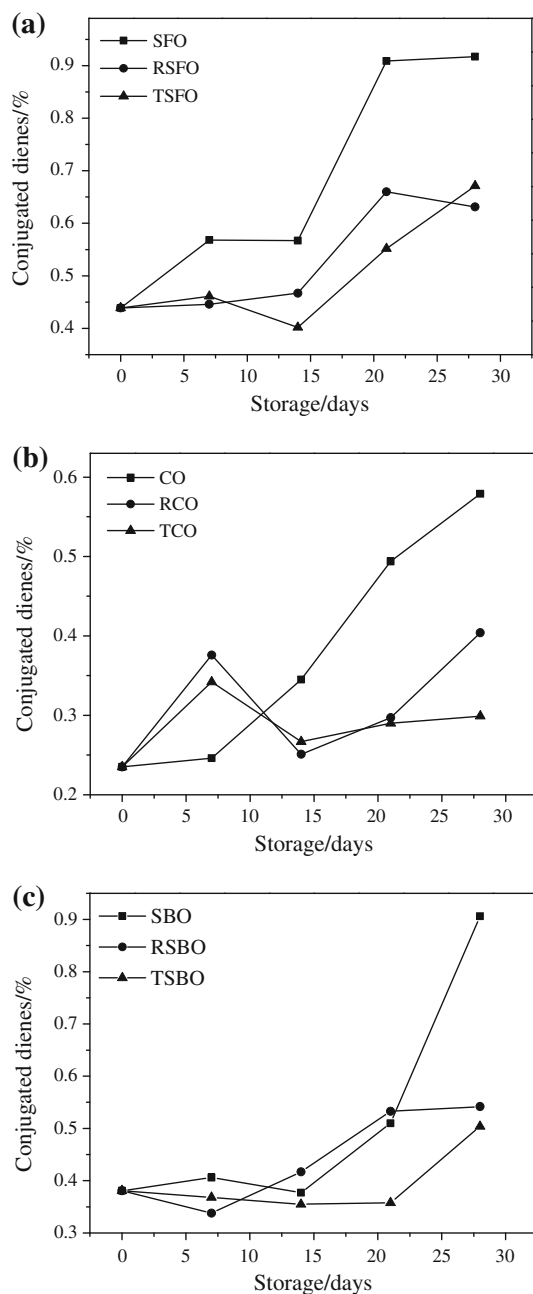 (a)
SFO
RSFO
TSFO
0.9
0.8
0.7
0.6
0.5
0.4
Conjugated dienes/%
0 5 10 15 20 25 30
Storage/days
(b)
CO
RCO
TCO
0.6
0.5
0.4
0.3
0.2
Conjugated dienes/%
0 5 10 15 20 25 30
Storage/days
(c)
SBO
RSBO
TSBO
0.9
0.8
0.7
0.6
0.5
0.4
0.3
Conjugated dienes/%
0 5 10 15 20 25 30
Storage/days